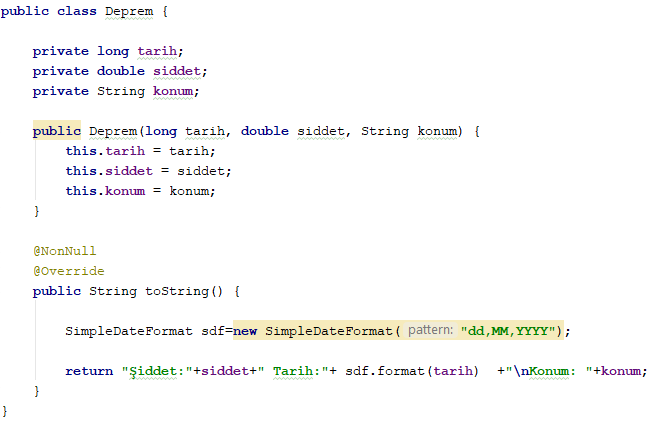 public class Deprem {
private long tarih;
private double siddet;
private String konum;
public Deprem(long tarih, double siddet, String konum) {
this.tarih = tarih;
this.siddet = siddet;
this.konum = konum;
}
@NonNull
@Override
public String toString() {
SimpleDateFormat sdf=new SimpleDateFormat( pattern: "dd,MM,YYYY");
return "Şiddet:"+siddet+" Tarih:"+ sdf.format(tarih)  +"\nKonum: "+konum;
}
}